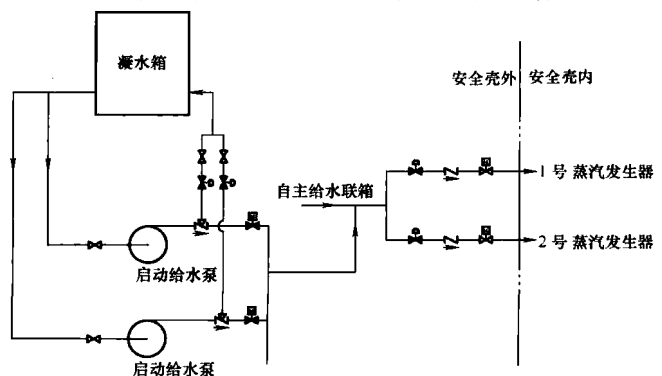 凝水箱
安全壳外
安全壳内
自主给水联箱
1号 蒸汽发生器
2号 蒸汽发生器
启动给水泵
启动给水泵